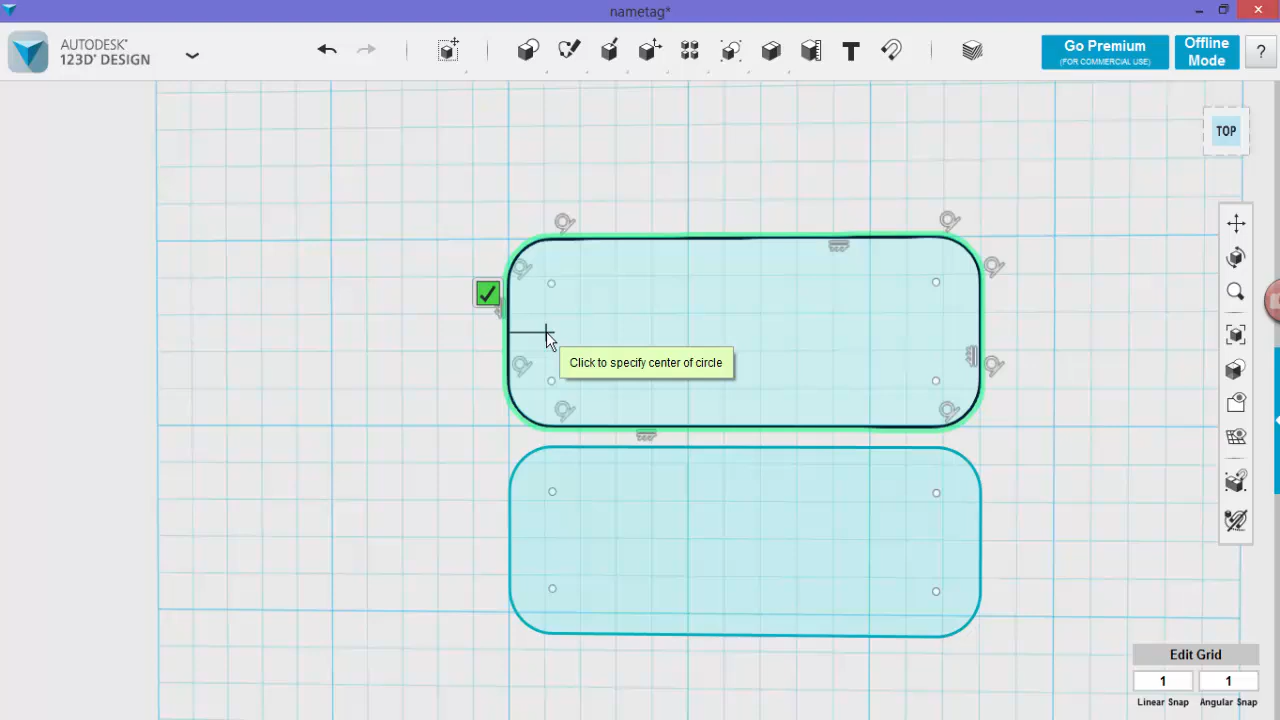 nametag*
AUTODESK®
123D® DESIGN
T
Go Premium
(FOR COMMERCIAL USE)
Offline
Mode
?
TOP
Click to specify center of circle
Edit Grid
1 1
Linear Snap Angular Snap